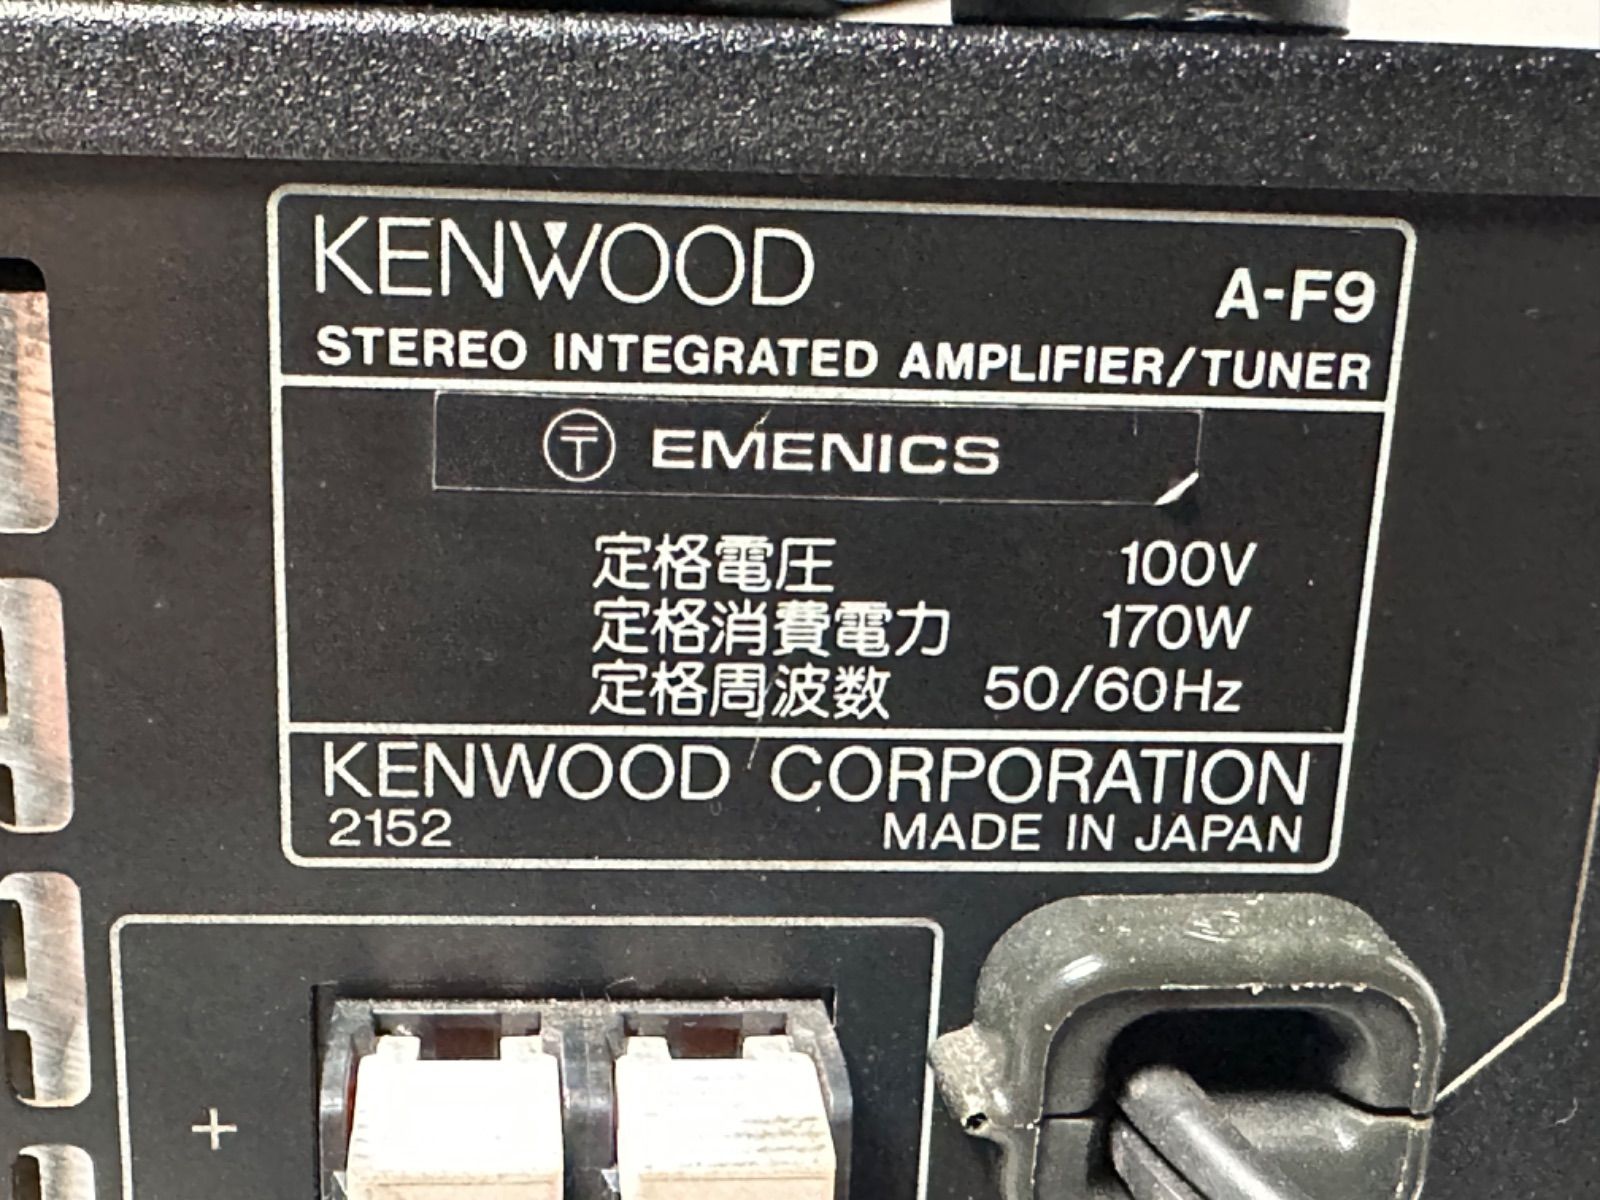 KENWOOD
A-F9
STEREO INTEGRATED AMPLIFIER/TUNER
〶 EMENICS
定格電圧 100V
定格消費電力 170W
定格周波数 50/60Hz
KENWOOD CORPORATION
2152 MADE IN JAPAN
+